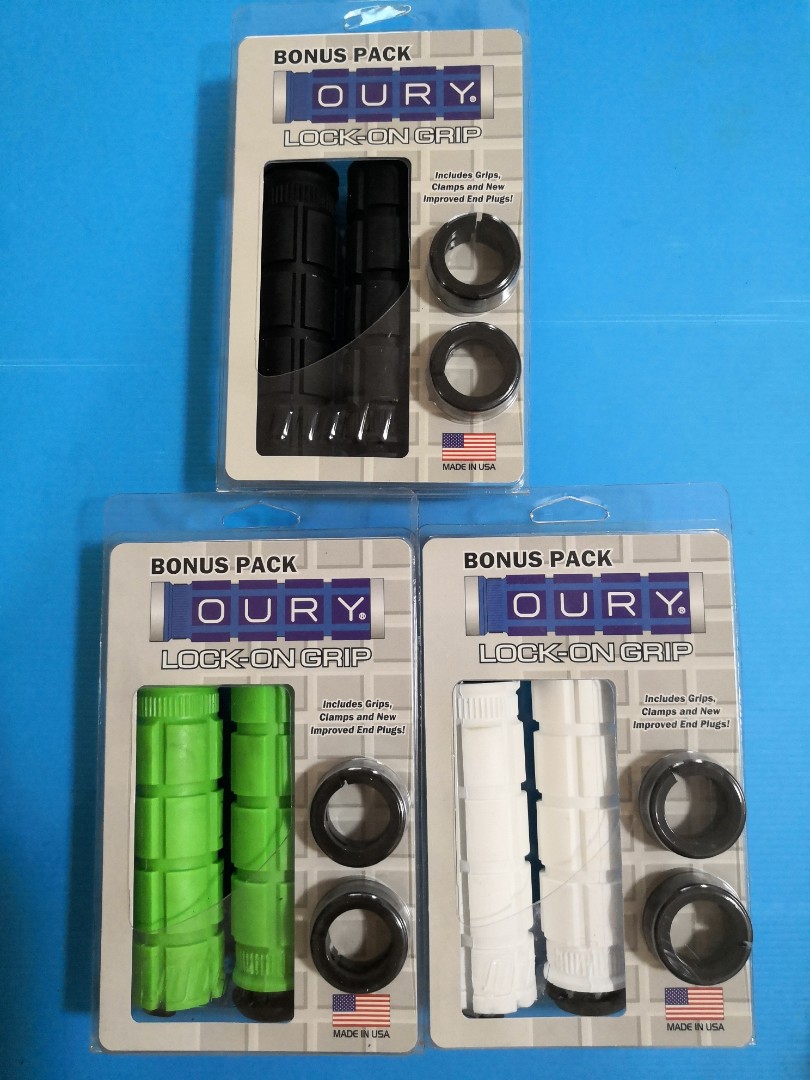 BONUS PACK
OURY®
LOCK-ON GRIP
Includes Grips,
Clamps and New
Improved End Plugs!
MADE IN USA
BONUS PACK
OURY®
LOCK-ON GRIP
Includes Grips,
Clamps and New
Improved End Plugs!
MADE IN USA
BONUS PACK
OURY®
LOCK-ON GRIP
Includes Grips,
Clamps and New
Improved End Plugs!
MADE IN USA